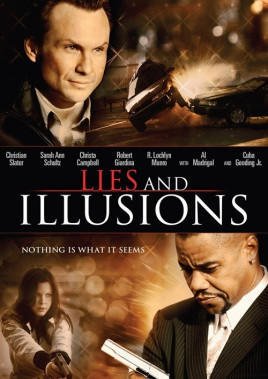 Christian Slater Sarah Ann Schultz Christa Campbell Robert Giardina R. Lochlyn Munro WITH Al Madrigal AND Cuba Gooding Jr.
LIES AND
ILLUSIONS
NOTHING IS WHAT IT SEEMS